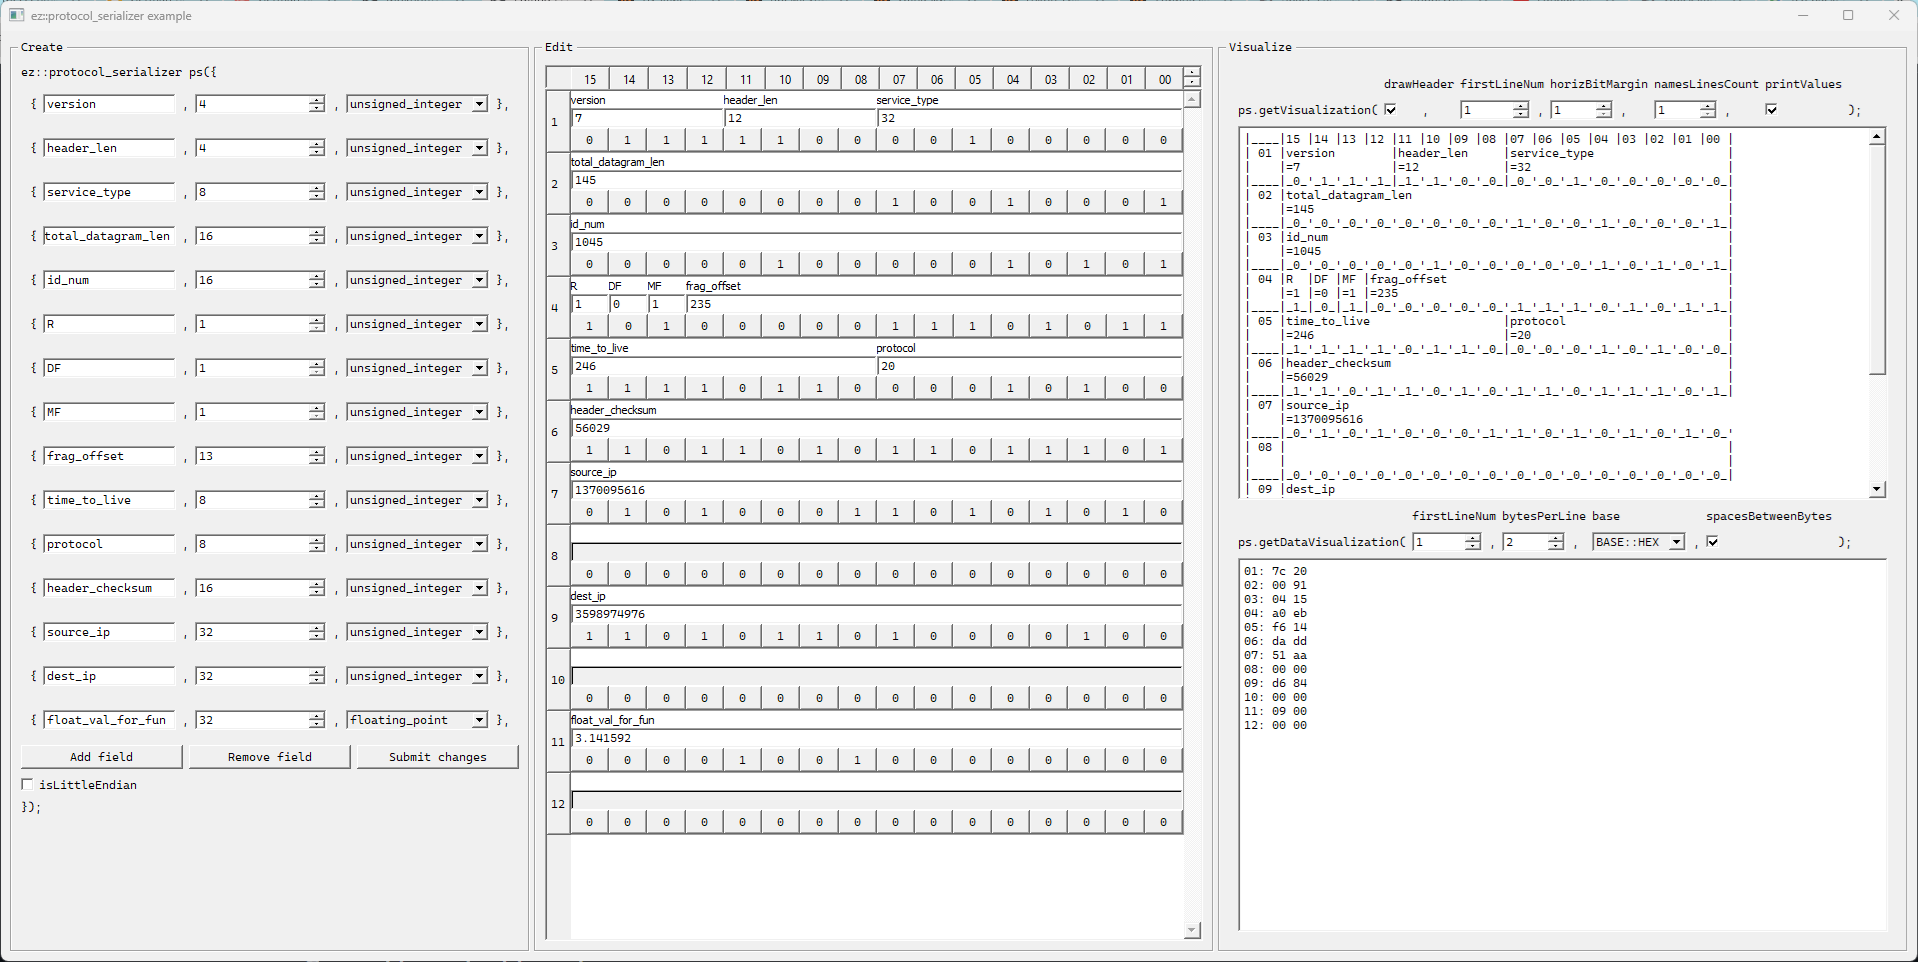 ez::protocol_serializer example
Create
ez::protocol_serializer ps({
{ version , 4 , unsigned_integer },
{ header_len , 4 , unsigned_integer },
{ service_type , 8 , unsigned_integer },
{ total_datagram_len , 16 , unsigned_integer },
{ id_num , 16 , unsigned_integer },
{ R , 1 , unsigned_integer },
{ DF , 1 , unsigned_integer },
{ MF , 1 , unsigned_integer },
{ frag_offset , 13 , unsigned_integer },
{ time_to_live , 8 , unsigned_integer },
{ protocol , 8 , unsigned_integer },
{ header_checksum , 16 , unsigned_integer },
{ source_ip , 32 , unsigned_integer },
{ dest_ip , 32 , unsigned_integer },
{ float_val_for_fun , 32 , floating_point },
Add field Remove field Submit changes
isLittleEndian
});
Edit
15 14 13 12 11 10 09 08 07 06 05 04 03 02 01 00
version header_len service_type
1 7 12 32
0 1 1 1 1 1 0 0 0 0 1 0 0 0 0 0
total_datagram_len
2 145
0 0 0 0 0 0 0 0 1 0 0 1 0 0 0 1
id_num
3 1045
0 0 0 0 0 1 0 0 0 0 0 1 0 1 0 1
R DF MF frag_offset
4 1 0 1 235
1 0 1 0 0 0 0 0 1 1 1 0 1 0 1 1
time_to_live protocol
5 246 20
1 1 1 1 0 1 1 0 0 0 0 1 0 1 0 0
header_checksum
6 56029
1 1 0 1 1 0 1 0 1 1 0 1 1 1 0 1
source_ip
7 1370095616
0 1 0 1 0 0 0 1 1 0 1 0 1 0 1 0
8
0 0 0 0 0 0 0 0 0 0 0 0 0 0 0 0
dest_ip
9 3598974976
1 1 0 1 0 1 1 0 1 0 0 0 0 1 0 0
10
0 0 0 0 0 0 0 0 0 0 0 0 0 0 0 0
float_val_for_fun
11 3.141592
0 0 0 0 1 0 0 1 0 0 0 0 0 0 0 0
12
0 0 0 0 0 0 0 0 0 0 0 0 0 0 0 0
Visualize
drawHeader firstLineNum horizBitMargin namesLinesCount printValues
ps.getVisualization( , 1 , 1 , 1 , );
|____|15 |14 |13 |12 |11 |10 |09 |08 |07 |06 |05 |04 |03 |02 |01 |00 |
| 01 |version |header_len |service_type |
| |=7 |=12 |=32 |
|____|_0_'_1_'_1_'_1_|_1_'_1_'_0_'_0_|_0_'_0_'_1_'_0_'_0_'_0_'_0_'_0_|
| 02 |total_datagram_len |
| |=145 |
|____|_0_'_0_'_0_'_0_'_0_'_0_'_0_'_0_'_1_'_0_'_0_'_1_'_0_'_0_'_0_'_1_|
| 03 |id_num |
| |=1045 |
|____|_0_'_0_'_0_'_0_'_0_'_1_'_0_'_0_'_0_'_0_'_0_'_1_'_0_'_1_'_0_'_1_|
| 04 |R |DF |MF |frag_offset |
| |=1 |=0 |=1 |=235 |
|____|_1_|_0_|_1_|_0_'_0_'_0_'_0_'_0_'_1_'_1_'_1_'_0_'_1_'_0_'_1_'_1_|
| 05 |time_to_live |protocol |
| |=246 |=20 |
|____|_1_'_1_'_1_'_1_'_0_'_1_'_1_'_0_|_0_'_0_'_0_'_1_'_0_'_1_'_0_'_0_|
| 06 |header_checksum |
| |=56029 |
|____|_1_'_1_'_0_'_1_'_1_'_0_'_1_'_0_'_1_'_1_'_0_'_1_'_1_'_1_'_0_'_1_|
| 07 |source_ip |
| |=1370095616 |
|____|_0_'_1_'_0_'_1_'_0_'_0_'_0_'_1_'_1_'_0_'_1_'_0_'_1_'_0_'_1_'_0_'
| 08 | |
| | |
|____|_0_'_0_'_0_'_0_'_0_'_0_'_0_'_0_'_0_'_0_'_0_'_0_'_0_'_0_'_0_'_0_|
| 09 |dest_ip |
firstLineNum bytesPerLine base spacesBetweenBytes
ps.getDataVisualization( 1 , 2 , BASE::HEX , );
01: 7c 20
02: 00 91
03: 04 15
04: a0 eb
05: f6 14
06: da dd
07: 51 aa
08: 00 00
09: d6 84
10: 00 00
11: 09 00
12: 00 00